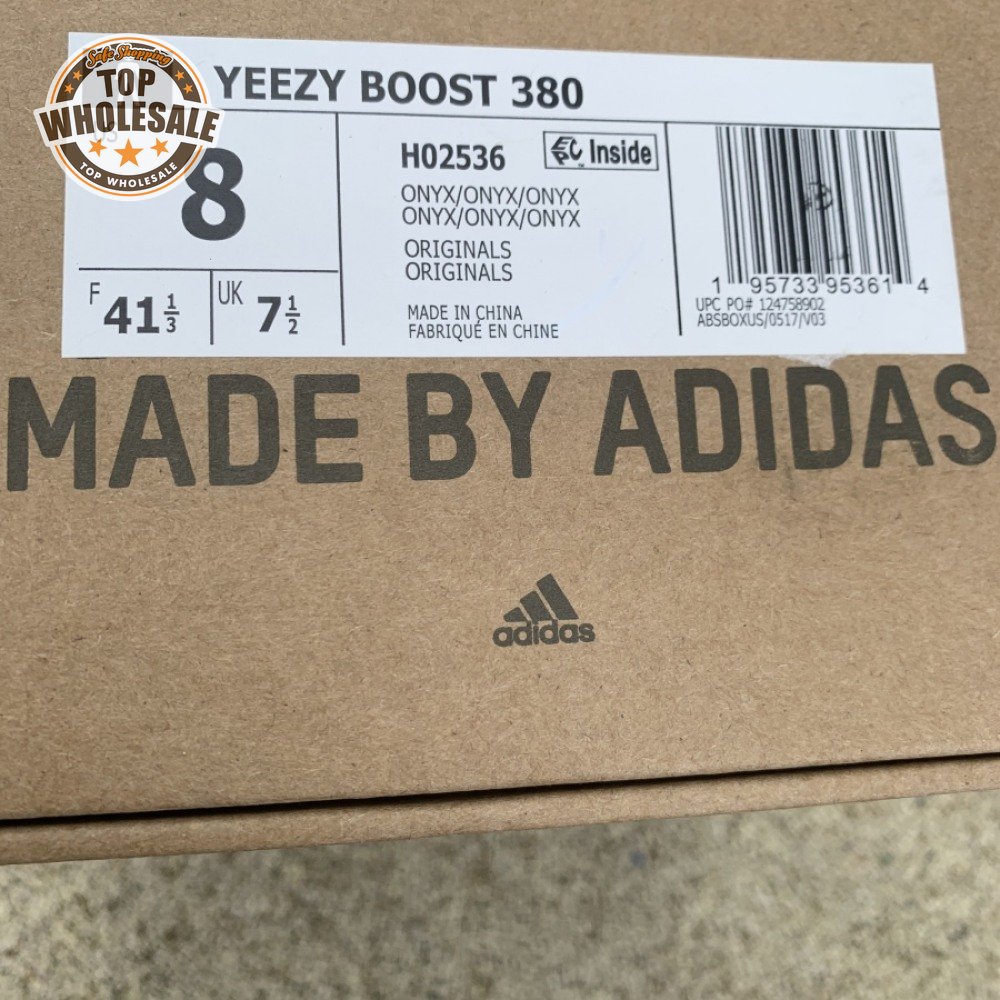 Safe Shopping
TOP
WHOLESALE
TOP WHOLESALE
YEEZY BOOST 380
US
8
F 41 1/3
UK 7 1/2
H02536
Inside
ONYX/ONYX/ONYX
ONYX/ONYX/ONYX
ORIGINALS
ORIGINALS
MADE IN CHINA
FABRIQUÉ EN CHINE
1 95733 95361 4
UPC PO# 124758902
ABSBOXUS/0517/V03
MADE BY ADIDAS
adidas